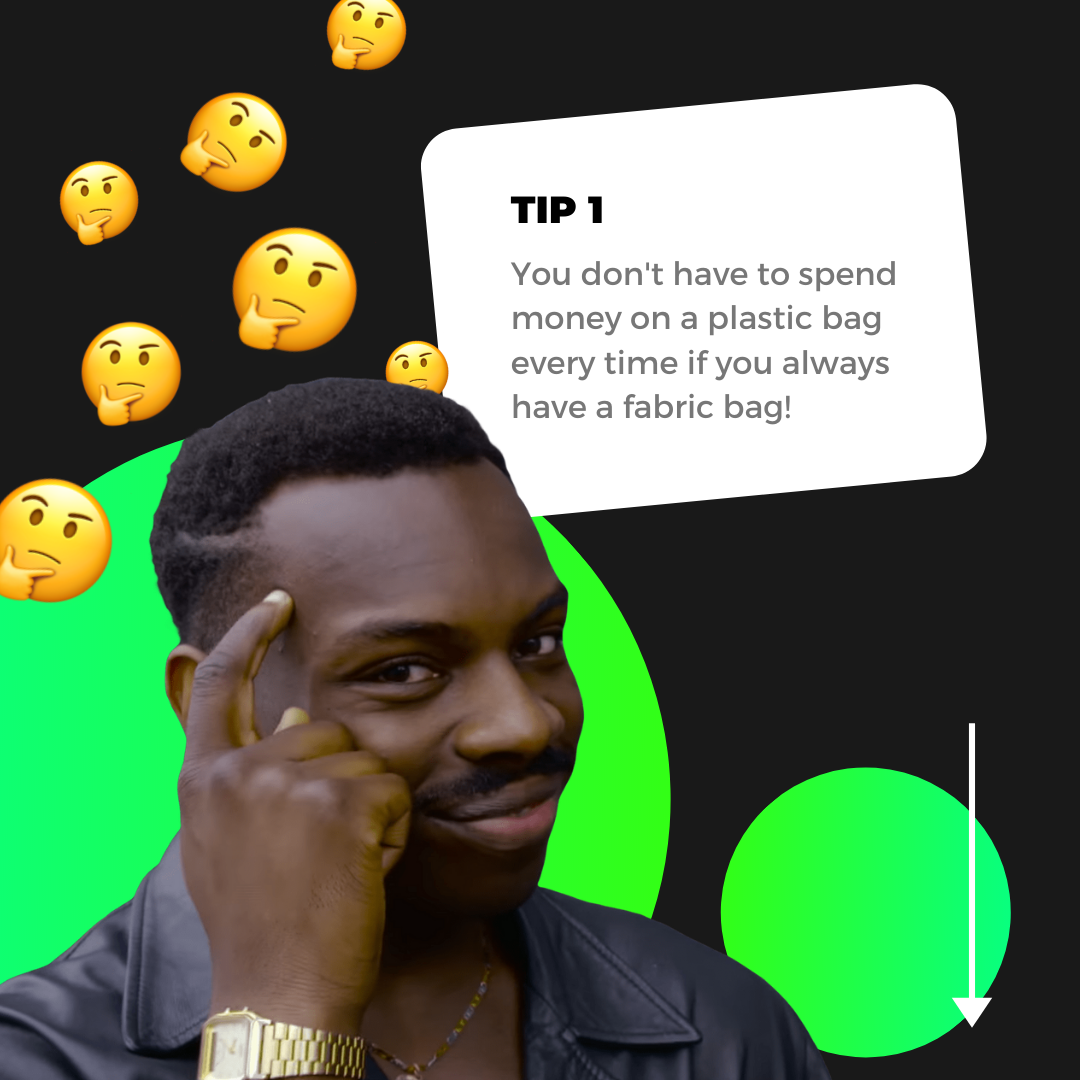 TIP 1
You don't have to spend
money on a plastic bag
every time if you always
have a fabric bag!